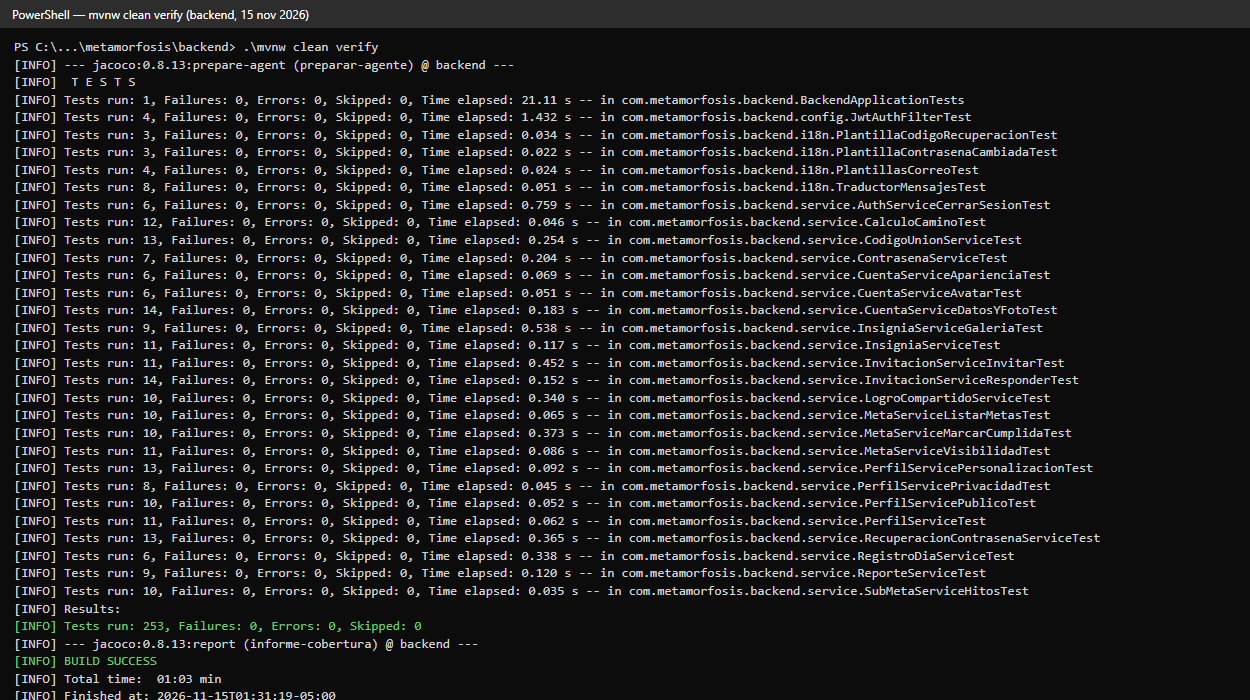 PowerShell — mvnw clean verify (backend, 15 nov 2026)
PS C:\...\metamorfosis\backend> .\mvnw clean verify
[INFO] --- jacoco:0.8.13:prepare-agent (preparar-agente) @ backend ---
[INFO]  T E S T S
[INFO] Tests run: 1, Failures: 0, Errors: 0, Skipped: 0, Time elapsed: 21.11 s -- in com.metamorfosis.backend.BackendApplicationTests
[INFO] Tests run: 4, Failures: 0, Errors: 0, Skipped: 0, Time elapsed: 1.432 s -- in com.metamorfosis.backend.config.JwtAuthFilterTest
[INFO] Tests run: 3, Failures: 0, Errors: 0, Skipped: 0, Time elapsed: 0.034 s -- in com.metamorfosis.backend.i18n.PlantillaCodigoRecuperacionTest
[INFO] Tests run: 3, Failures: 0, Errors: 0, Skipped: 0, Time elapsed: 0.022 s -- in com.metamorfosis.backend.i18n.PlantillaContrasenaCambiadaTest
[INFO] Tests run: 4, Failures: 0, Errors: 0, Skipped: 0, Time elapsed: 0.024 s -- in com.metamorfosis.backend.i18n.PlantillasCorreoTest
[INFO] Tests run: 8, Failures: 0, Errors: 0, Skipped: 0, Time elapsed: 0.051 s -- in com.metamorfosis.backend.i18n.TraductorMensajesTest
[INFO] Tests run: 6, Failures: 0, Errors: 0, Skipped: 0, Time elapsed: 0.759 s -- in com.metamorfosis.backend.service.AuthServiceCerrarSesionTest
[INFO] Tests run: 12, Failures: 0, Errors: 0, Skipped: 0, Time elapsed: 0.046 s -- in com.metamorfosis.backend.service.CalculoCaminoTest
[INFO] Tests run: 13, Failures: 0, Errors: 0, Skipped: 0, Time elapsed: 0.254 s -- in com.metamorfosis.backend.service.CodigoUnionServiceTest
[INFO] Tests run: 7, Failures: 0, Errors: 0, Skipped: 0, Time elapsed: 0.204 s -- in com.metamorfosis.backend.service.ContrasenaServiceTest
[INFO] Tests run: 6, Failures: 0, Errors: 0, Skipped: 0, Time elapsed: 0.069 s -- in com.metamorfosis.backend.service.CuentaServiceAparienciaTest
[INFO] Tests run: 6, Failures: 0, Errors: 0, Skipped: 0, Time elapsed: 0.051 s -- in com.metamorfosis.backend.service.CuentaServiceAvatarTest
[INFO] Tests run: 14, Failures: 0, Errors: 0, Skipped: 0, Time elapsed: 0.183 s -- in com.metamorfosis.backend.service.CuentaServiceDatosYFotoTest
[INFO] Tests run: 9, Failures: 0, Errors: 0, Skipped: 0, Time elapsed: 0.538 s -- in com.metamorfosis.backend.service.InsigniaServiceGaleriaTest
[INFO] Tests run: 11, Failures: 0, Errors: 0, Skipped: 0, Time elapsed: 0.117 s -- in com.metamorfosis.backend.service.InsigniaServiceTest
[INFO] Tests run: 11, Failures: 0, Errors: 0, Skipped: 0, Time elapsed: 0.452 s -- in com.metamorfosis.backend.service.InvitacionServiceInvitarTest
[INFO] Tests run: 14, Failures: 0, Errors: 0, Skipped: 0, Time elapsed: 0.152 s -- in com.metamorfosis.backend.service.InvitacionServiceResponderTest
[INFO] Tests run: 10, Failures: 0, Errors: 0, Skipped: 0, Time elapsed: 0.340 s -- in com.metamorfosis.backend.service.LogroCompartidoServiceTest
[INFO] Tests run: 10, Failures: 0, Errors: 0, Skipped: 0, Time elapsed: 0.065 s -- in com.metamorfosis.backend.service.MetaServiceListarMetasTest
[INFO] Tests run: 10, Failures: 0, Errors: 0, Skipped: 0, Time elapsed: 0.373 s -- in com.metamorfosis.backend.service.MetaServiceMarcarCumplidaTest
[INFO] Tests run: 11, Failures: 0, Errors: 0, Skipped: 0, Time elapsed: 0.086 s -- in com.metamorfosis.backend.service.MetaServiceVisibilidadTest
[INFO] Tests run: 13, Failures: 0, Errors: 0, Skipped: 0, Time elapsed: 0.092 s -- in com.metamorfosis.backend.service.PerfilServicePersonalizacionTest
[INFO] Tests run: 8, Failures: 0, Errors: 0, Skipped: 0, Time elapsed: 0.045 s -- in com.metamorfosis.backend.service.PerfilServicePrivacidadTest
[INFO] Tests run: 10, Failures: 0, Errors: 0, Skipped: 0, Time elapsed: 0.052 s -- in com.metamorfosis.backend.service.PerfilServicePublicoTest
[INFO] Tests run: 11, Failures: 0, Errors: 0, Skipped: 0, Time elapsed: 0.062 s -- in com.metamorfosis.backend.service.PerfilServiceTest
[INFO] Tests run: 13, Failures: 0, Errors: 0, Skipped: 0, Time elapsed: 0.365 s -- in com.metamorfosis.backend.service.RecuperacionContrasenaServiceTest
[INFO] Tests run: 6, Failures: 0, Errors: 0, Skipped: 0, Time elapsed: 0.338 s -- in com.metamorfosis.backend.service.RegistroDiaServiceTest
[INFO] Tests run: 9, Failures: 0, Errors: 0, Skipped: 0, Time elapsed: 0.120 s -- in com.metamorfosis.backend.service.ReporteServiceTest
[INFO] Tests run: 10, Failures: 0, Errors: 0, Skipped: 0, Time elapsed: 0.035 s -- in com.metamorfosis.backend.service.SubMetaServiceHitosTest
[INFO] Results:
[INFO] Tests run: 253, Failures: 0, Errors: 0, Skipped: 0
[INFO] --- jacoco:0.8.13:report (informe-cobertura) @ backend ---
[INFO] BUILD SUCCESS
[INFO] Total time:  01:03 min
[INFO] Finished at: 2026-11-15T01:31:19-05:00